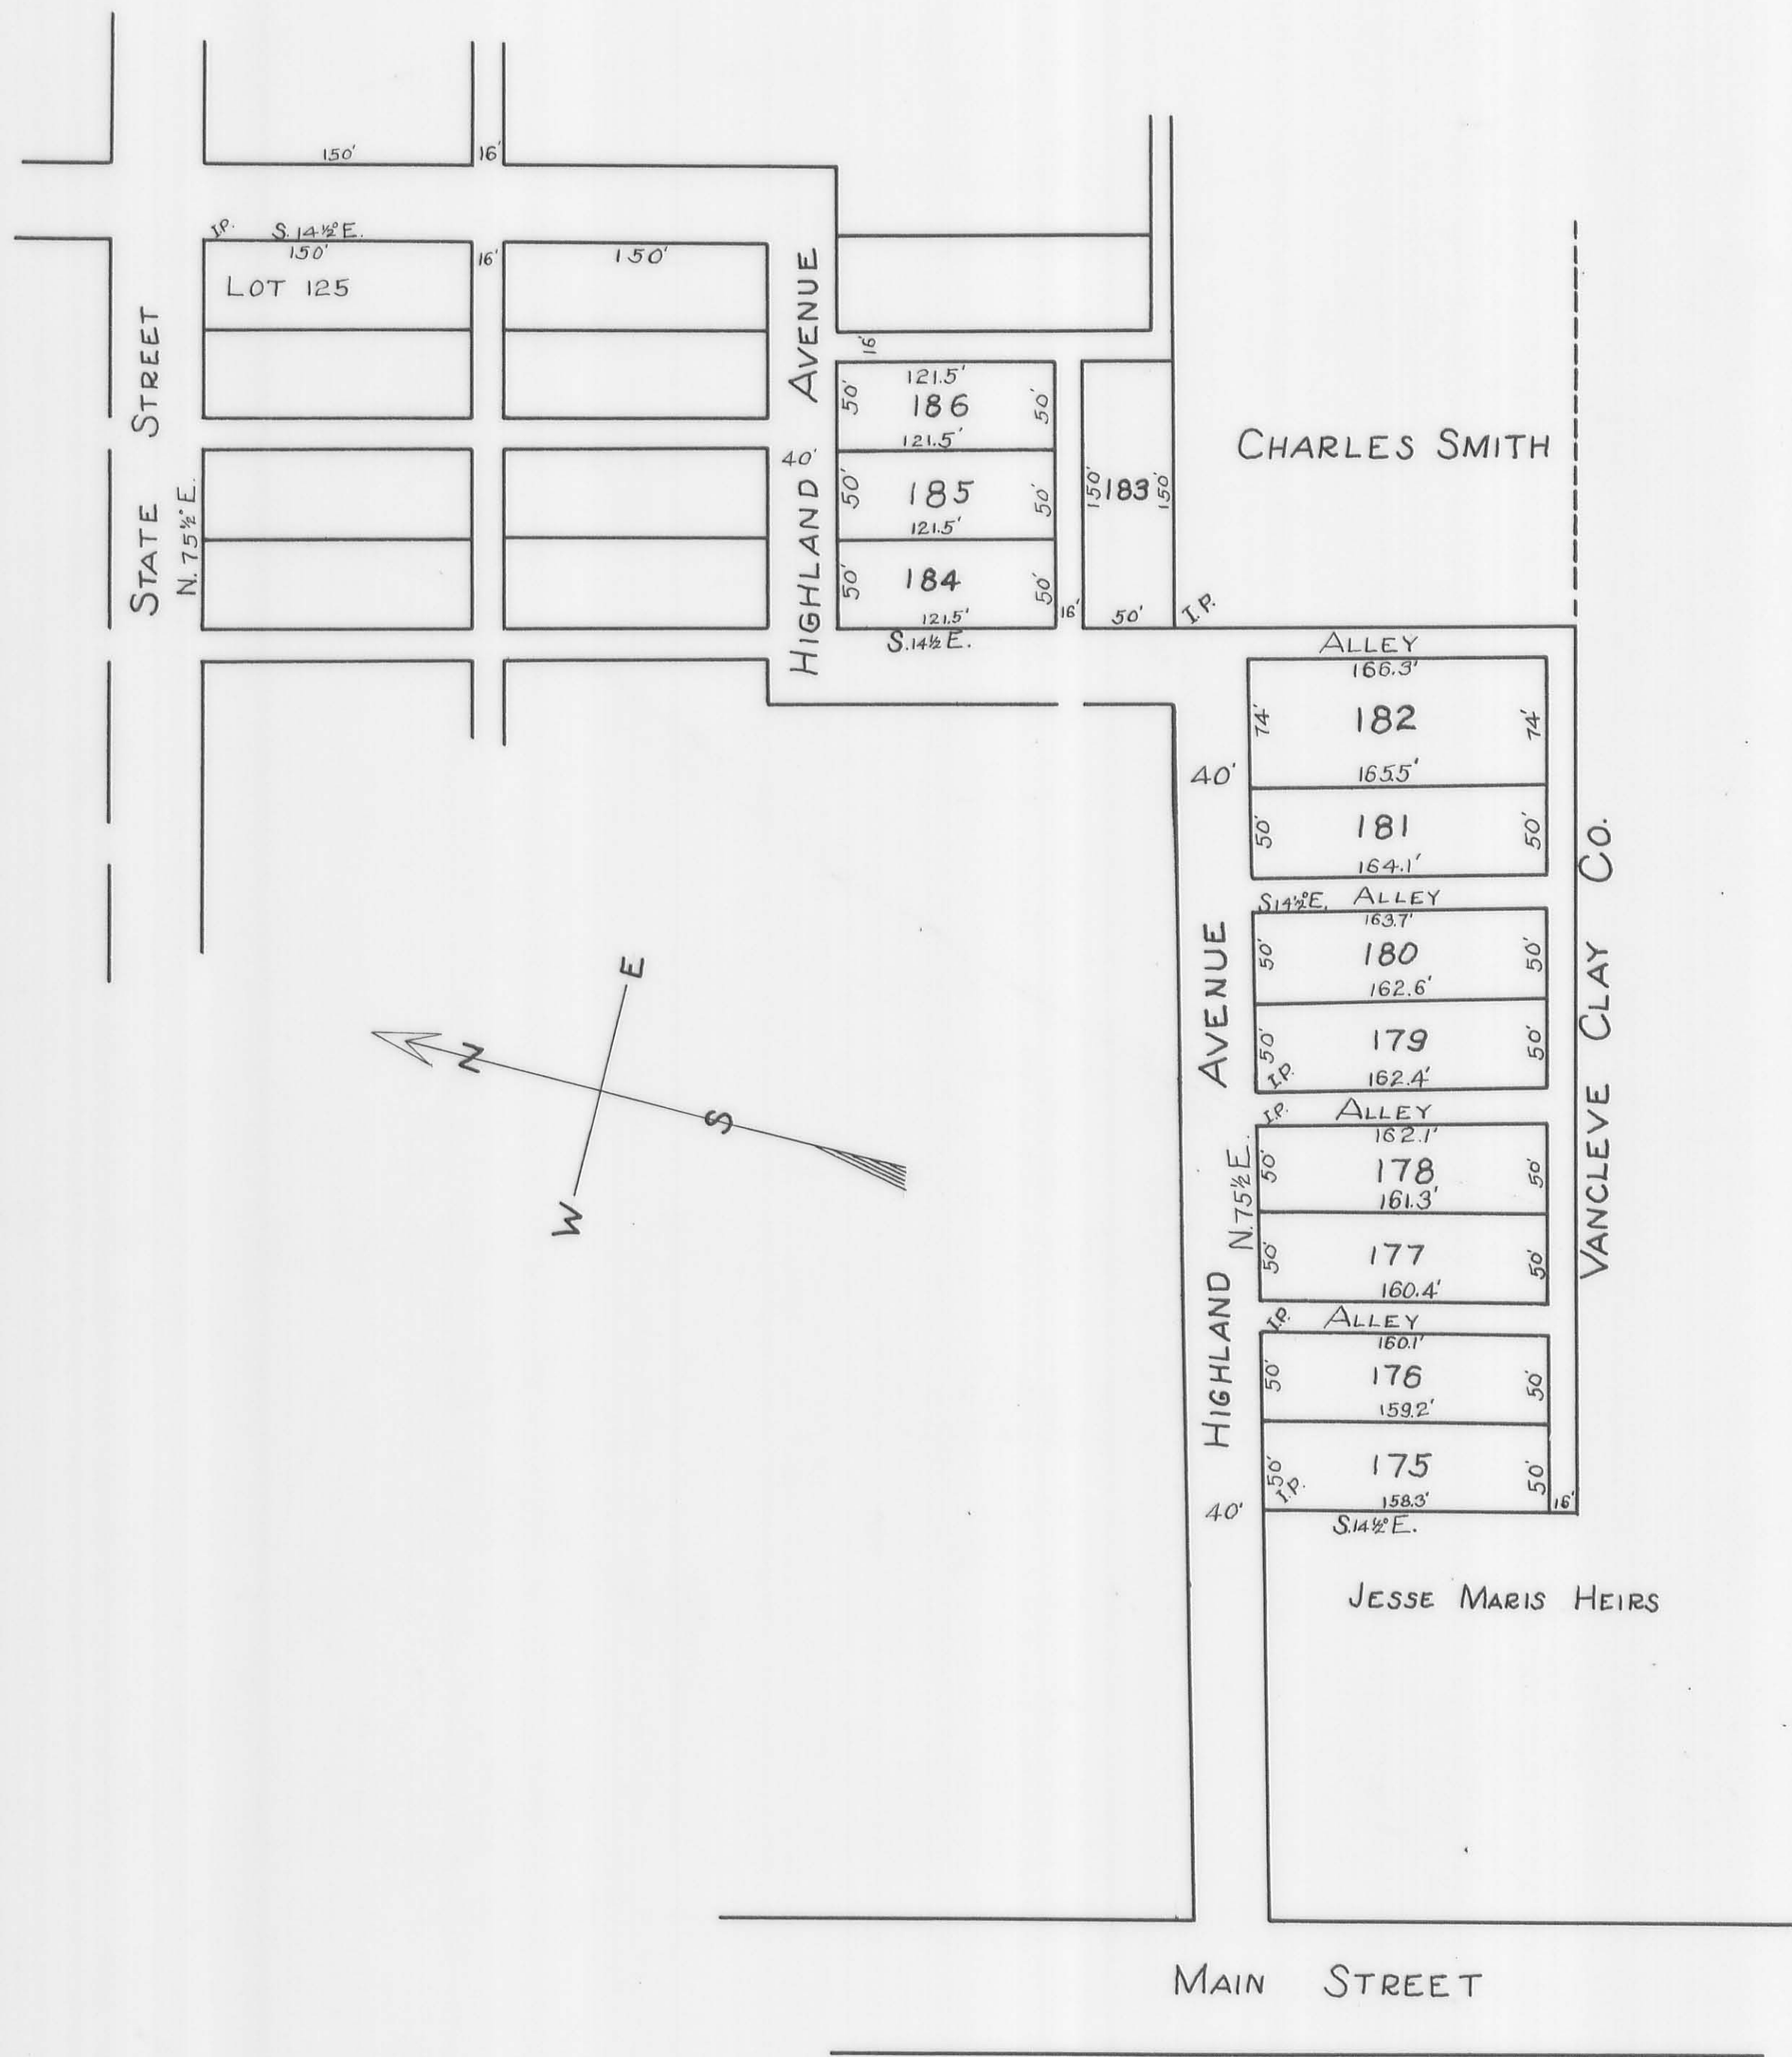 150'
16'
I.P.
S. 14½° E.
150'
16'
150'
LOT 125
STATE STREET
N. 75½° E.
HIGHLAND AVENUE
40'
16'
121.5'
50'
186
50'
121.5'
50'
185
50'
121.5'
50'
184
50'
121.5'
S. 14½ E.
16'
150'
183
150'
50'
I.P.
CHARLES SMITH
ALLEY
166.3'
74'
182
74'
165.5'
40'
50'
181
50'
164.1'
S 14½° E. ALLEY
163.7'
50'
180
50'
162.6'
50'
179
50'
I.P.
162.4'
I.P.
ALLEY
162.1'
50'
178
50'
161.3'
50'
177
50'
160.4'
I.P.
ALLEY
160.1'
50'
176
50'
159.2'
50'
175
50'
I.P.
158.3'
16'
S. 14½° E.
HIGHLAND AVENUE
N. 75½ E.
40'
VANCLEVE CLAY CO.
E
N
S
W
JESSE MARIS HEIRS
MAIN STREET